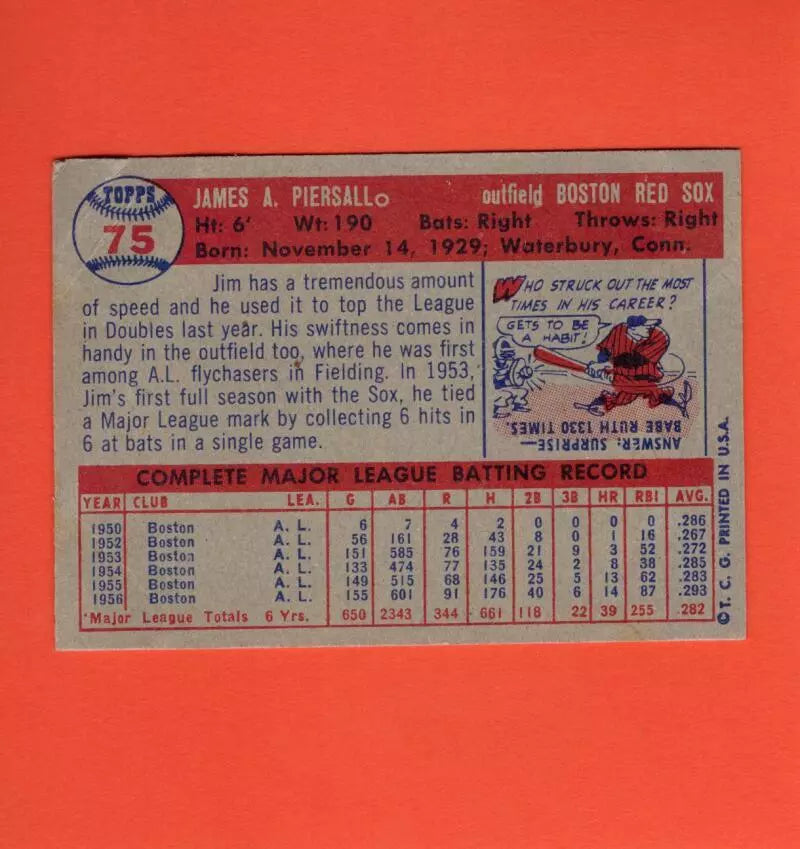 TOPPS
75
JAMES A. PIERSALL outfield BOSTON RED SOX
Ht: 6' Wt: 190 Bats: Right Throws: Right
Born: November 14, 1929; Waterbury, Conn.
Jim has a tremendous amount
of speed and he used it to top the League
in Doubles last year. His swiftness comes in
handy in the outfield too, where he was first
among A.L. flychasers in Fielding. In 1953,
Jim's first full season with the Sox, he tied
a Major League mark by collecting 6 hits in
6 at bats in a single game.
WHO STRUCK OUT THE MOST
TIMES IN HIS CAREER?
GETS TO BE
A HABIT!
ANSWER: SURPRISE—
BABE RUTH 1330 TIMES.
COMPLETE MAJOR LEAGUE BATTING RECORD
YEAR CLUB LEA. G AB R H 2B 3B HR RBI AVG.
1950 Boston A. L. 6 7 4 2 0 0 0 0 .286
1952 Boston A. L. 56 161 28 43 8 0 1 16 .267
1953 Boston A. L. 151 585 76 159 21 9 3 52 .272
1954 Boston A. L. 133 474 77 135 24 2 8 38 .285
1955 Boston A. L. 149 515 68 146 25 5 13 62 .283
1956 Boston A. L. 155 601 91 176 40 6 14 87 .293
Major League Totals 6 Yrs. 650 2343 344 661 118 22 39 255 .282
© T. C. G. PRINTED IN U.S.A.